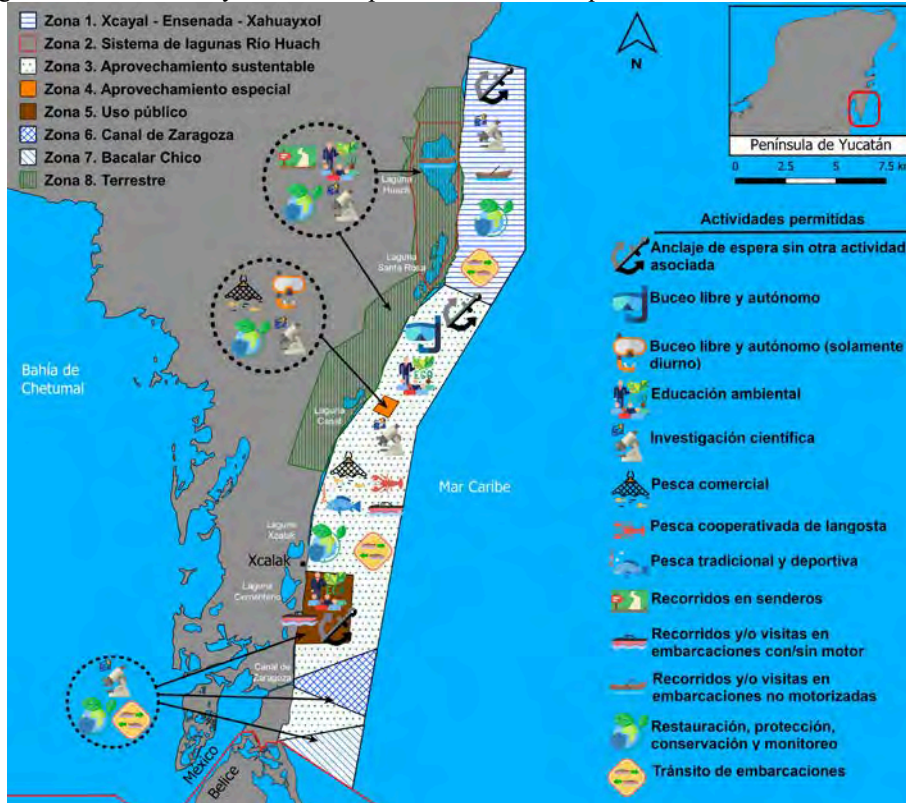 Zona 1. Xcayal - Ensenada - Xahuayxol
Zona 2. Sistema de lagunas Río Huach
Zona 3. Aprovechamiento sustentable
Zona 4. Aprovechamiento especial
Zona 5. Uso público
Zona 6. Canal de Zaragoza
Zona 7. Bacalar Chico
Zona 8. Terrestre
N
Península de Yucatán
0 2.5 5 7.5 km
Laguna
Huach
Laguna
Santa Rosa
Bahía de
Chetumal
Laguna
Canal
Mar Caribe
Laguna
Xcalak
Laguna
Cementerio
Canal de
Zaragoza
México
Belice
Actividades permitidas
Anclaje de espera sin otra actividad
asociada
Buceo libre y autónomo
Buceo libre y autónomo (solamente
diurno)
Educación ambiental
Investigación científica
Pesca comercial
Pesca cooperativada de langosta
Pesca tradicional y deportiva
Recorridos en senderos
Recorridos y/o visitas en
embarcaciones con/sin motor
Recorridos y/o visitas en
embarcaciones no motorizadas
Restauración, protección,
conservación y monitoreo
Tránsito de embarcaciones